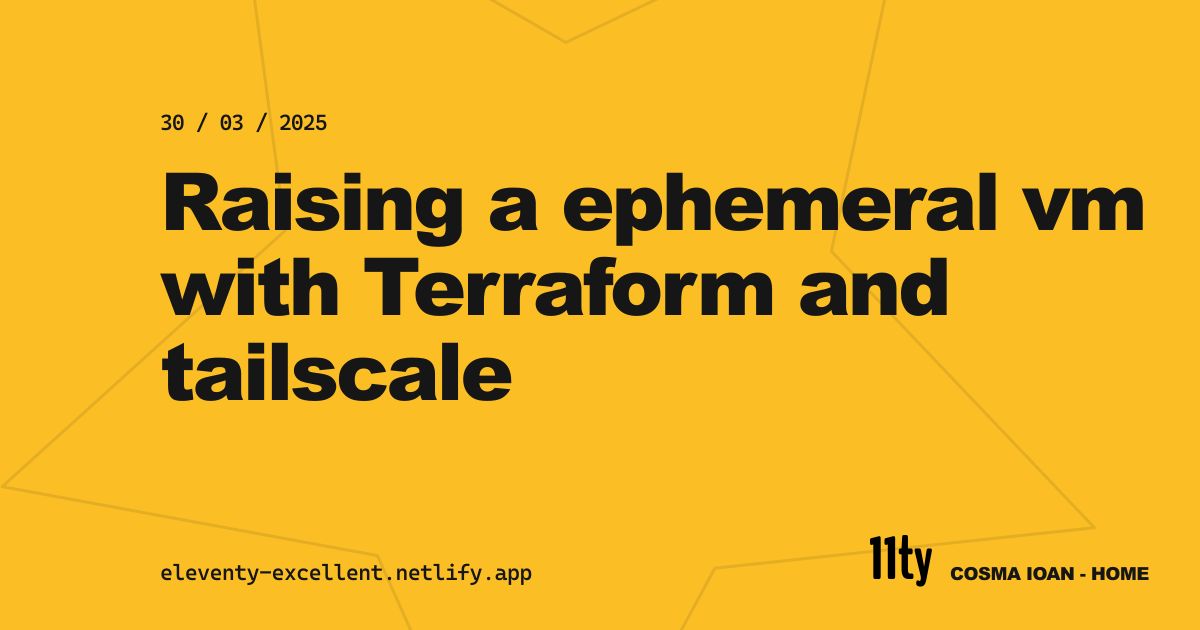 30 / 03 / 2025
Raising a ephemeral vm
with Terraform and
tailscale
eleventy-excellent.netlify.app
11ty
COSMA IOAN - HOME